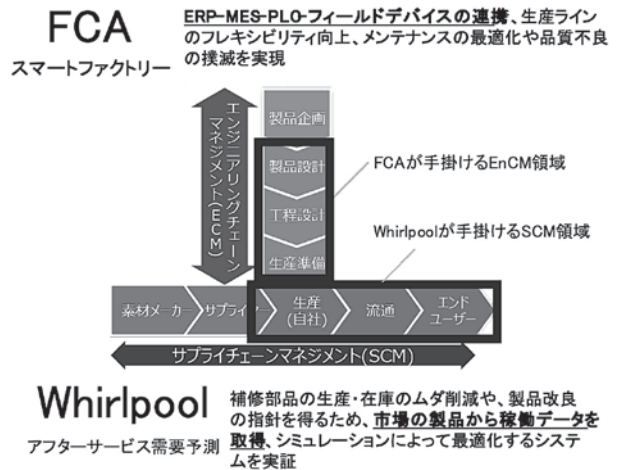 FCA
スマートファクトリー
ERP-MES-PLO-フィールドデバイスの連携、生産ライン
のフレキシビリティ向上、メンテナンスの最適化や品質不良
の撲滅を実現
エンジニアリングチェーン
マネジメント(ECM)
製品企画
製品設計
工程設計
生産準備
FCAが手掛けるEnCM領域
Whirlpoolが手掛けるSCM領域
素材メーカー
サプライヤー
生産
(自社)
流通
エンド
ユーザー
サプライチェーンマネジメント(SCM)
Whirlpool
アフターサービス需要予測
補修部品の生産・在庫のムダ削減や、製品改良
の指針を得るため、市場の製品から稼働データを
取得、シミュレーションによって最適化するシステ
ムを実証